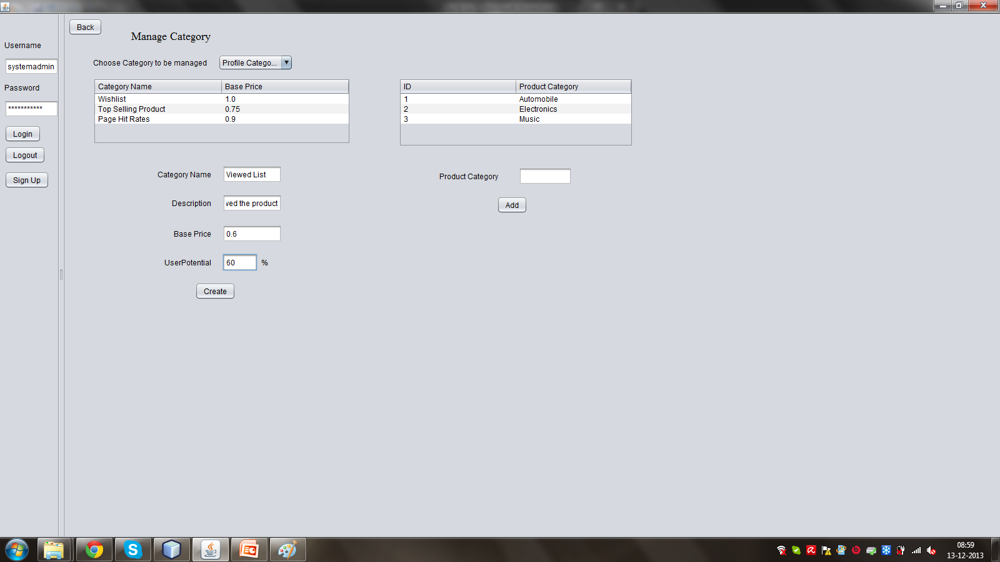 Back
Manage Category
Username
systemadmin
Password
***********
Login
Logout
Sign Up
Choose Category to be managed Profile Catego...
Category Name Base Price
Wishlist 1.0
Top Selling Product 0.75
Page Hit Rates 0.9
ID Product Category
1 Automobile
2 Electronics
3 Music
Category Name Viewed List
Description ved the product
Base Price 0.6
UserPotential 60 %
Create
Product Category
Add
08:59
13-12-2013